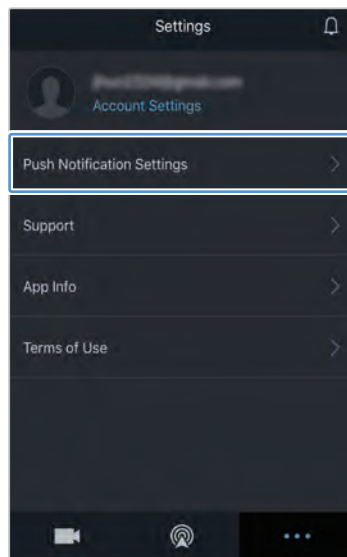 Settings
Account Settings
Push Notification Settings
Support
App Info
Terms of Use